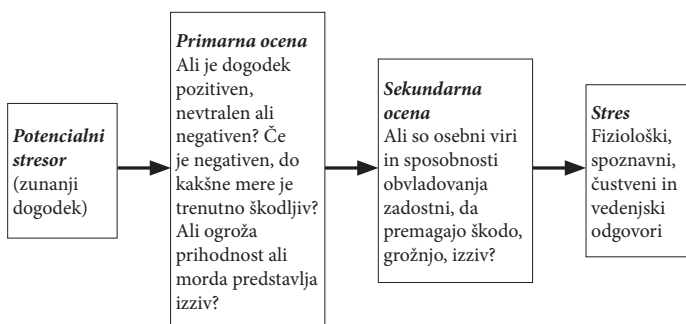 Potencialni
stresor
(zunanji
dogodek)
Primarna ocena
Ali je dogodek
pozitiven,
nevtralen ali
negativen? Če
je negativen, do
kakšne mere je
trenutno škodljiv?
Ali ogroža
prihodnost ali
morda predstavlja
izziv?
Sekundarna
ocena
Ali so osebni viri
in sposobnosti
obvladovanja
zadostni, da
premagajo škodo,
grožnjo, izziv?
Stres
Fiziološki,
spoznavni,
čustveni in
vedenjski
odgovori